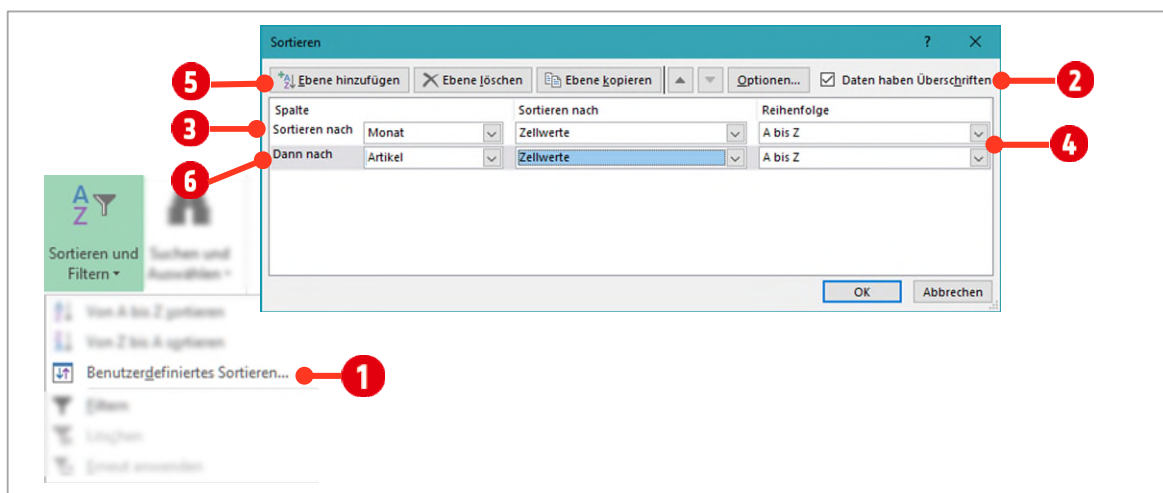 Sortieren ?
5 Ebene hinzufügen Ebene löschen Ebene kopieren Optionen... Daten haben Überschriften 2
Spalte Sortieren nach Reihenfolge
3 Sortieren nach Monat Zellwerte A bis Z
6 Dann nach Artikel Zellwerte A bis Z 4
OK Abbrechen
A
Z
Sortieren und Suchen und
Filtern Auswählen
Von A bis Z sortieren
Von Z bis A sortieren
Benutzerdefiniertes Sortieren... 1
Filtern
Löschen
Erneut anwenden